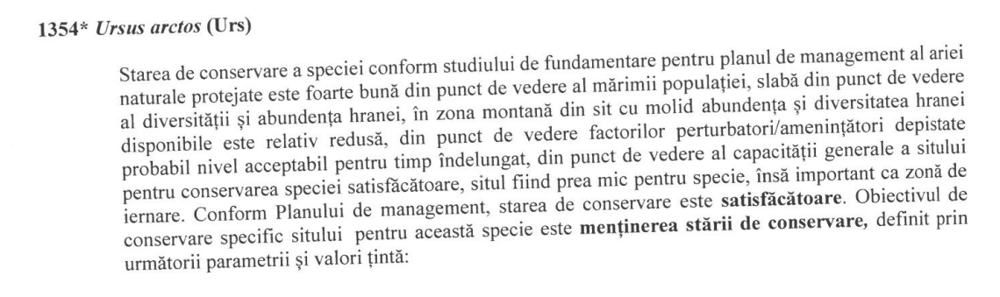 1354* Ursus arctos (Urs)
Starea de conservare a speciei conform studiului de fundamentare pentru planul de management al ariei
naturale protejate este foarte bună din punct de vedere al mărimii populației, slabă din punct de vedere
al diversității și abundența hranei, în zona montană din sit cu molid abundența și diversitatea hranei
disponibile este relativ redusă, din punct de vedere factorilor perturbatori/amenințători depistate
probabil nivel acceptabil pentru timp îndelungat, din punct de vedere al capacității generale a sitului
pentru conservarea speciei satisfăcătoare, situl fiind prea mic pentru specie, însă important ca zonă de
iernare. Conform Planului de management, starea de conservare este satisfăcătoare. Obiectivul de
conservare specific sitului pentru această specie este menținerea stării de conservare, definit prin
următorii parametrii și valori țintă: